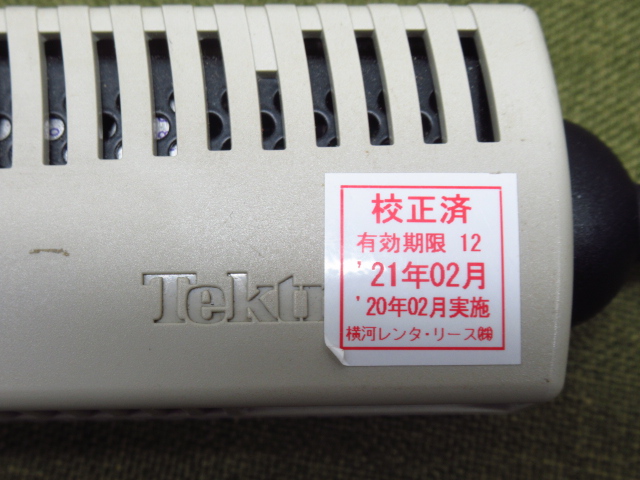 校正済
有効期限 12
'21年02月
'20年02月実施
横河レンタ・リース㈱
Tektr